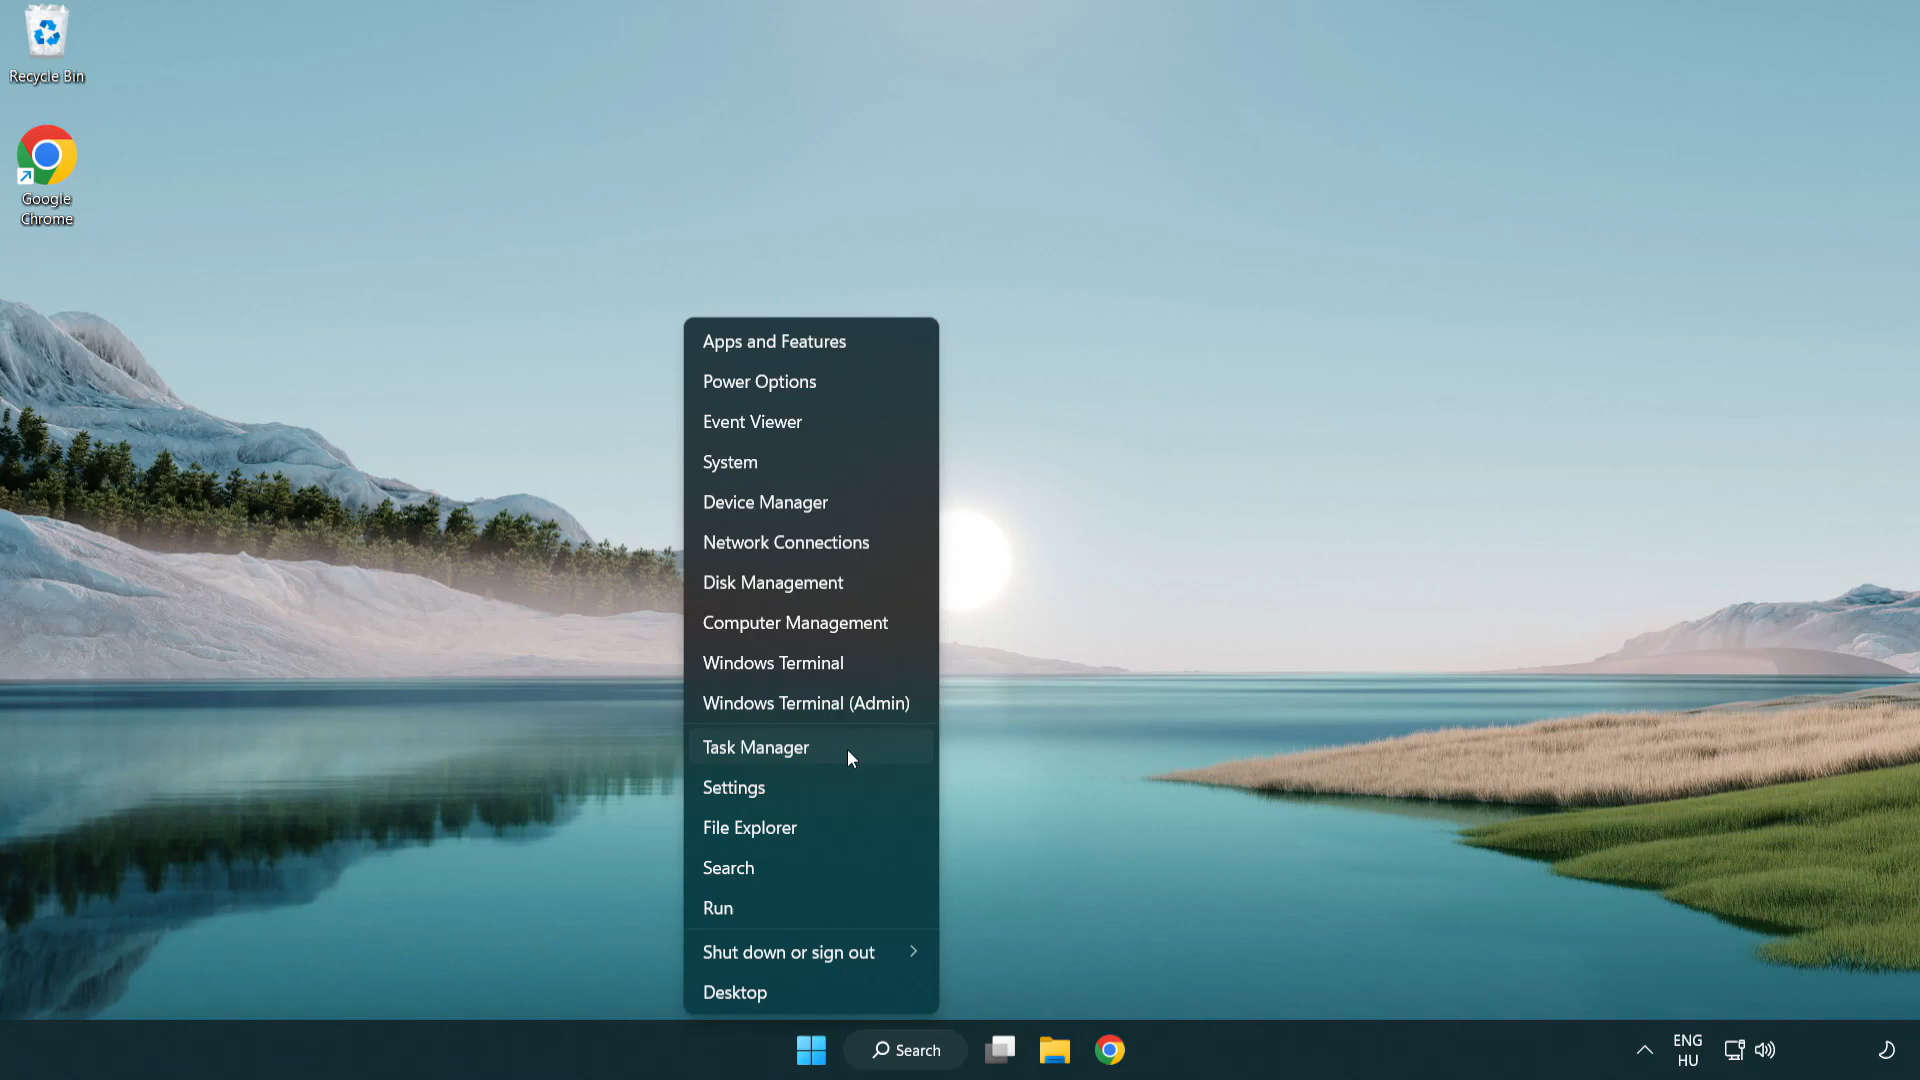 Recycle Bin
Google
Chrome
Apps and Features
Power Options
Event Viewer
System
Device Manager
Network Connections
Disk Management
Computer Management
Windows Terminal
Windows Terminal (Admin)
Task Manager
Settings
File Explorer
Search
Run
Shut down or sign out
Desktop
Search
ENG
HU